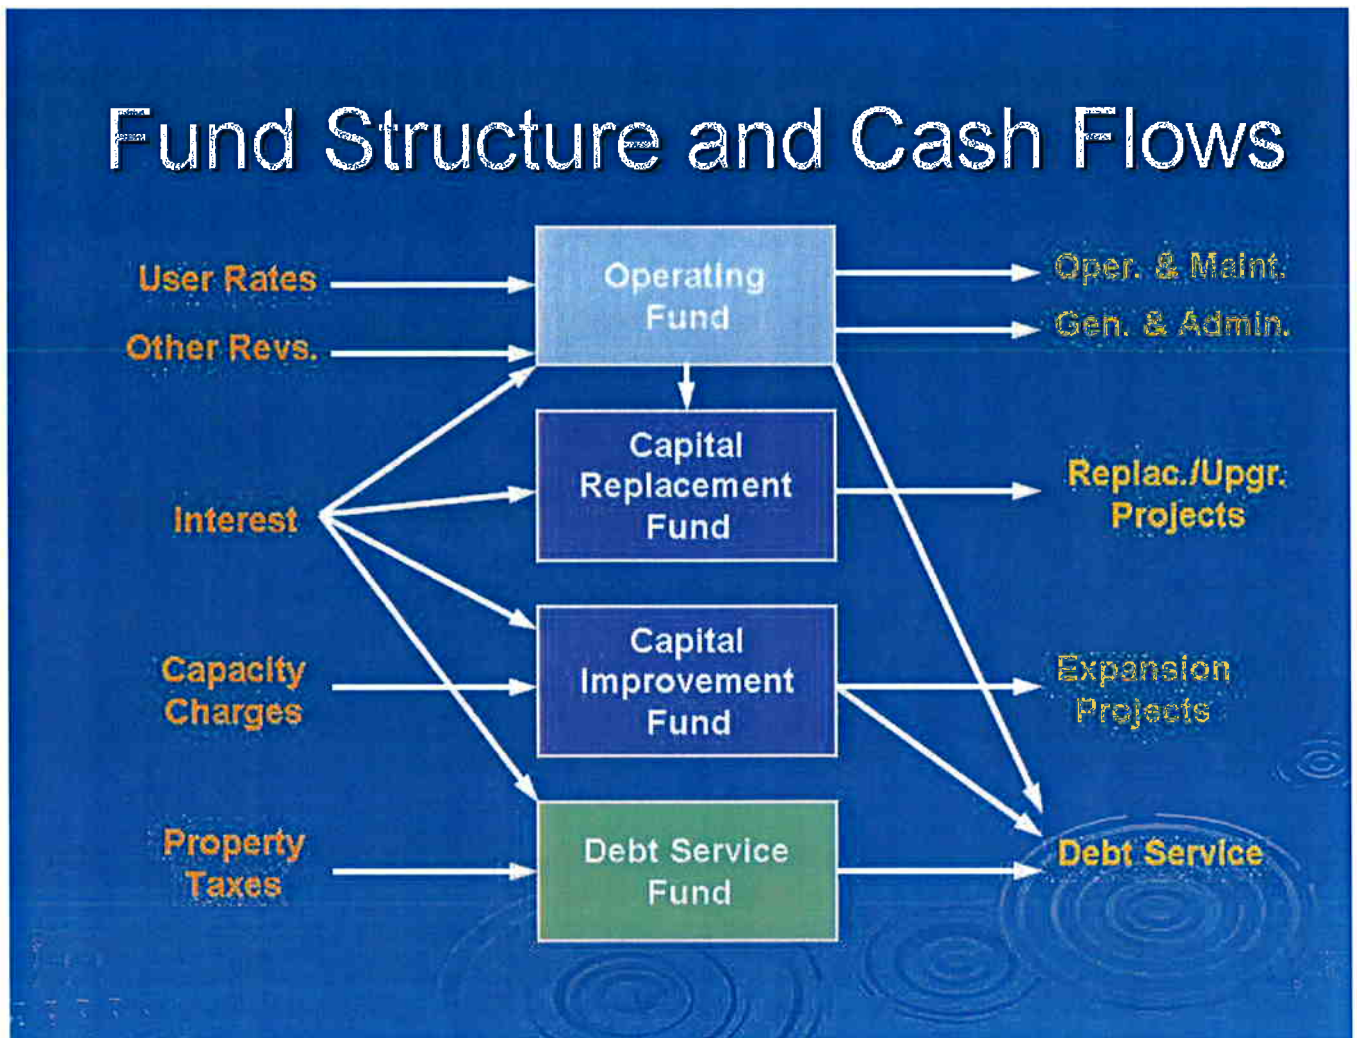 Fund Structure and Cash Flows
User Rates
Other Revs.
Interest
Capacity
Charges
Property
Taxes
Operating
Fund
Capital
Replacement
Fund
Capital
Improvement
Fund
Debt Service
Fund
Oper. & Maint.
Gen. & Admin.
Replac./Upgr.
Projects
Expansion
Projects
Debt Service